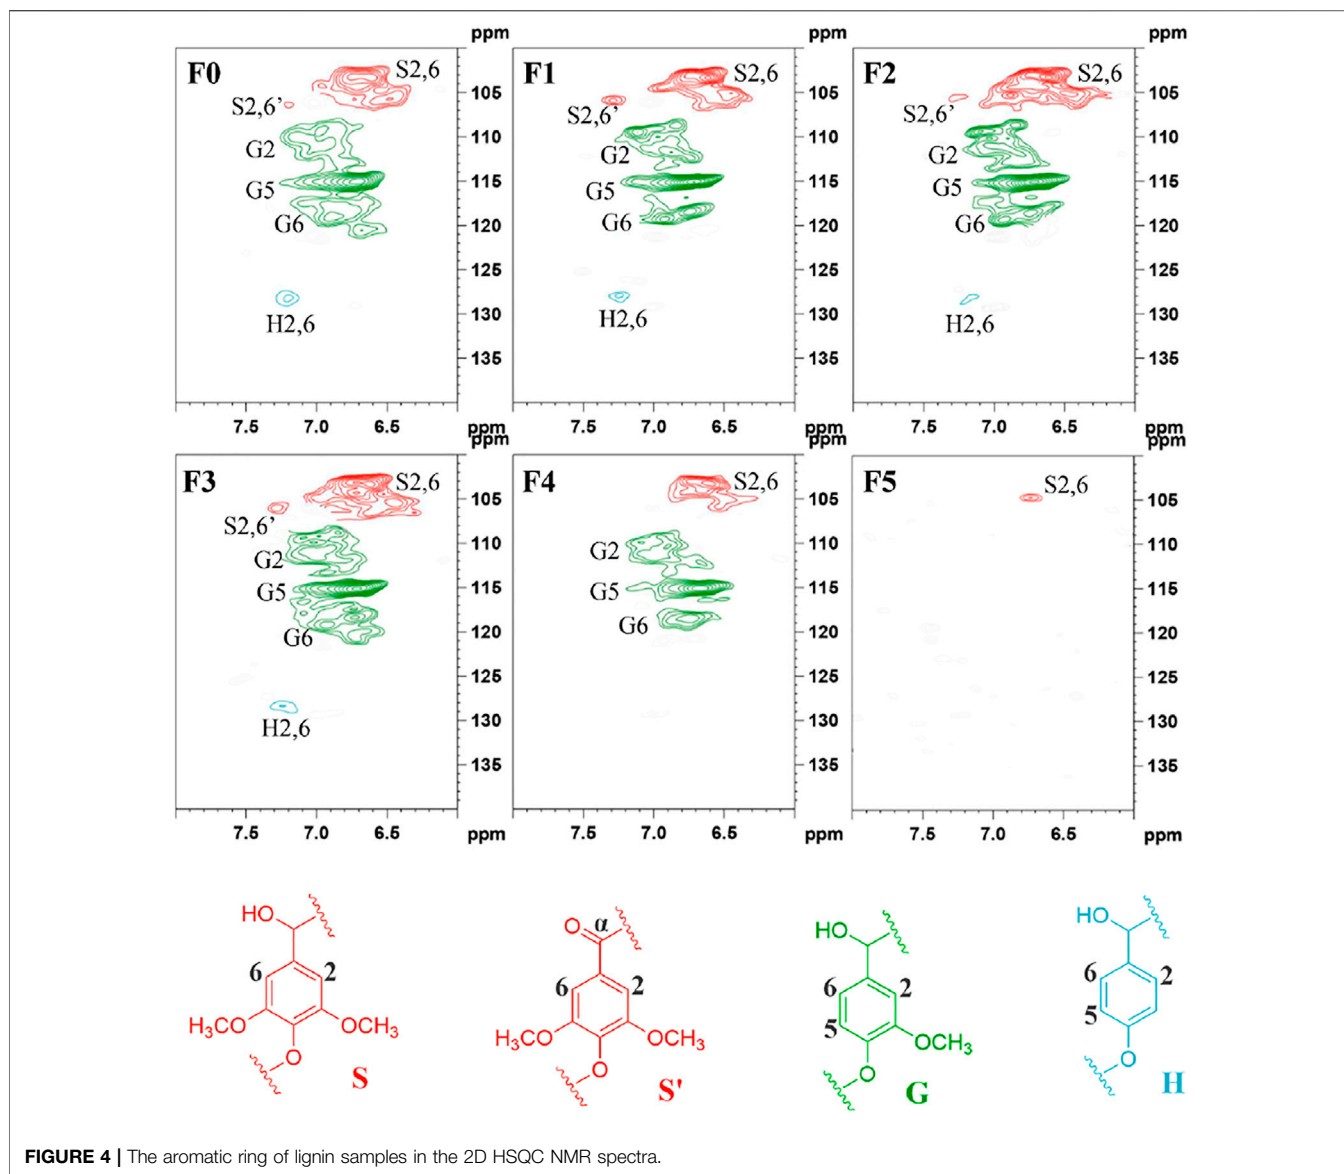 ppm ppm ppm
F0 F1 F2
S2,6 S2,6 S2,6
105 105 105
S2,6’ S2,6’ S2,6’
110 110 110
G2 G2 G2
G5 115 G5 115 G5 115
G6 120 G6 120 G6 120
125 125 125
130 130 130
H2,6 H2,6 H2,6
135 135 135
7.5 7.0 6.5 ppm 7.5 7.0 6.5 ppm 7.5 7.0 6.5 ppm
ppm ppm ppm
F3 F4 F5
S2,6 S2,6 S2,6
105 105 105
S2,6’
110 110 110
G2 G2
G5 115 G5 115 115
G6 120 G6 120 120
125 125 125
130 130 130
H2,6
135 135 135
7.5 7.0 6.5 ppm 7.5 7.0 6.5 ppm 7.5 7.0 6.5 ppm
HO
6 2
H3CO OCH3
O
S
O α
6 2
H3CO OCH3
O
S'
HO
6 2
5
OCH3
O
G
HO
6 2
5
O
H
FIGURE 4 | The aromatic ring of lignin samples in the 2D HSQC NMR spectra.